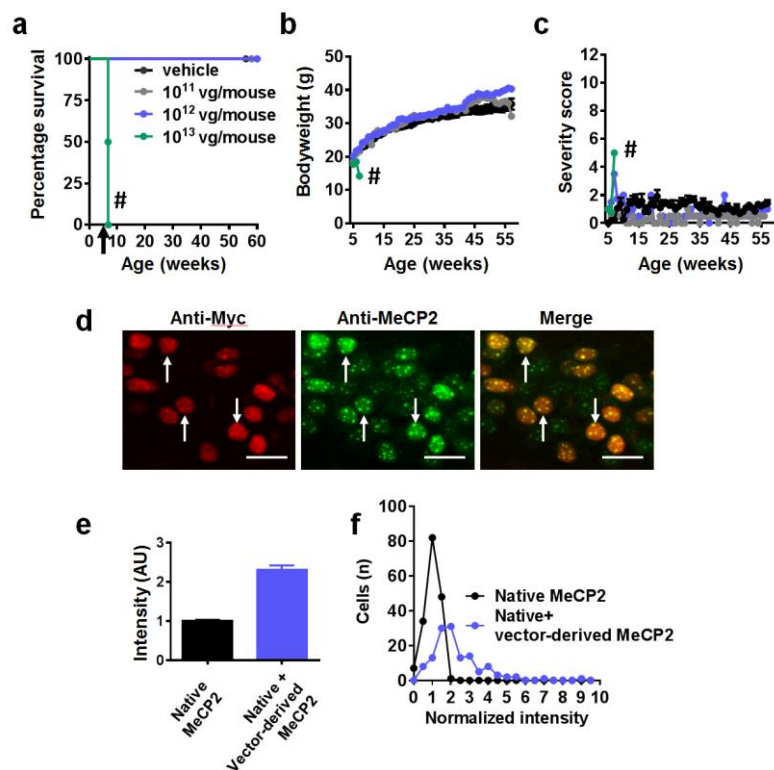 a
Percentage survival
100
75
50
25
0
vehicle
10¹¹ vg/mouse
10¹² vg/mouse
10¹³ vg/mouse
#
0 10 20 30 40 50 60
Age (weeks)
b
Bodyweight (g)
50
40
30
20
10
0
#
5 15 25 35 45 55
Age (weeks)
c
Severity score
12
10
8
6
4
2
0
#
5 15 25 35 45 55
Age (weeks)
d
Anti-Myc
Anti-MeCP2
Merge
e
Intensity (AU)
3
2
1
0
Native
MeCP2
Native +
Vector-derived
MeCP2
f
Cells (n)
100
80
60
40
20
0
Native MeCP2
Native+
vector-derived MeCP2
0 1 2 3 4 5 6 7 8 9 10
Normalized intensity